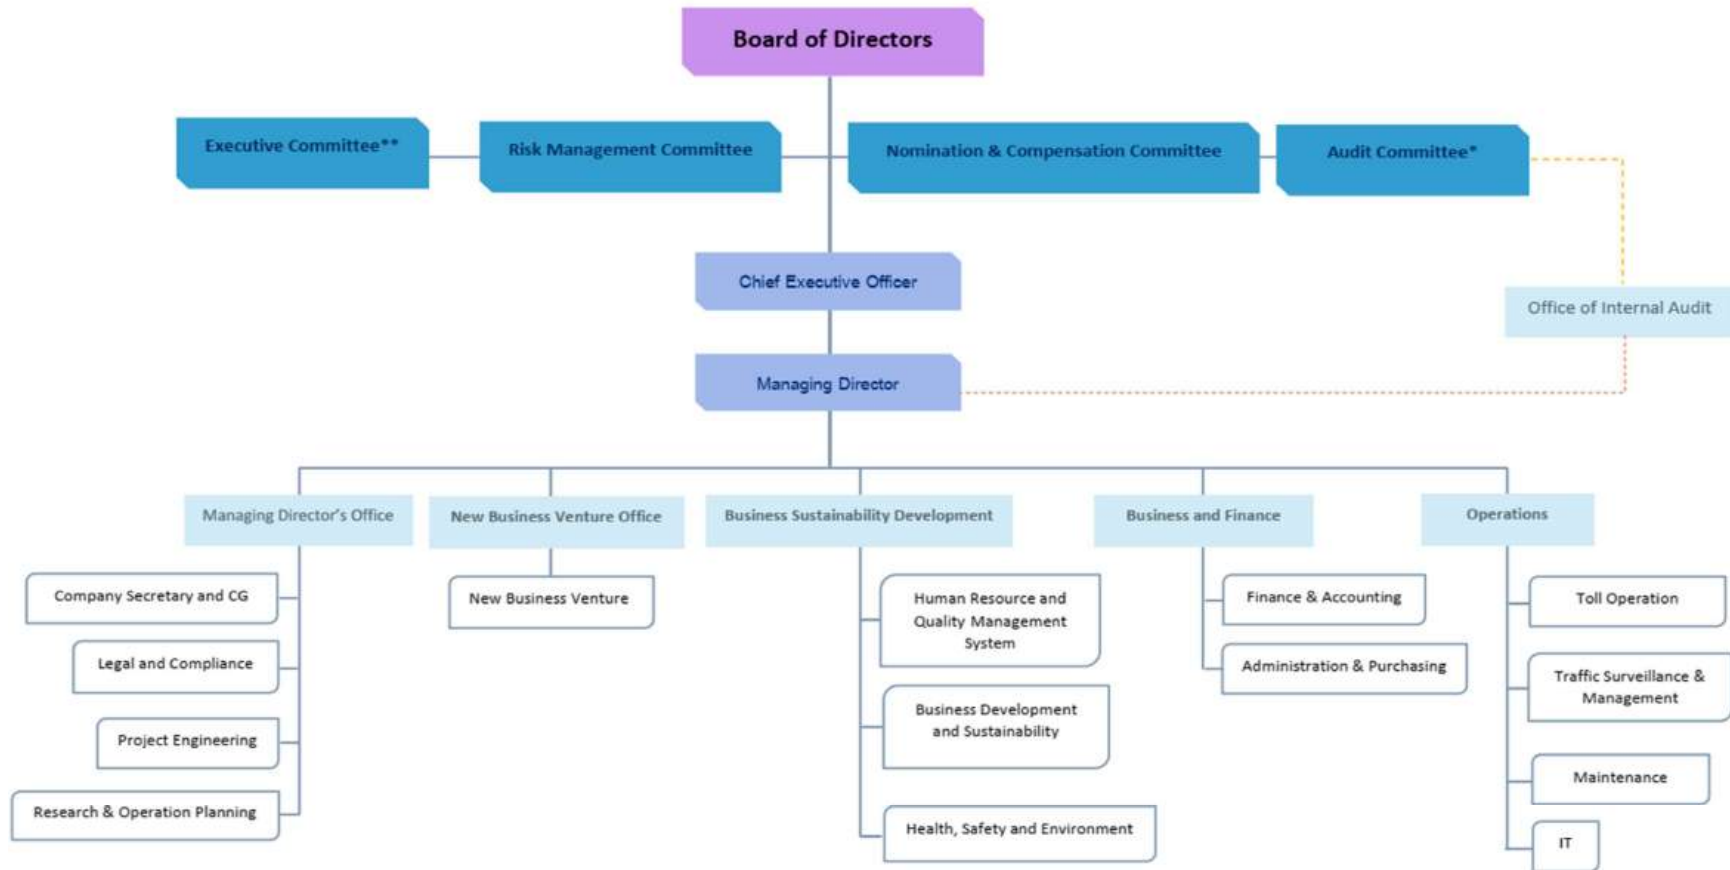 Board of Directors
Executive Committee**
Risk Management Committee
Nomination & Compensation Committee
Audit Committee*
Chief Executive Officer
Office of Internal Audit
Managing Director
Managing Director’s Office
New Business Venture Office
Business Sustainability Development
Business and Finance
Operations
Company Secretary and CG
Legal and Compliance
Project Engineering
Research & Operation Planning
New Business Venture
Human Resource and
Quality Management
System
Business Development
and Sustainability
Health, Safety and Environment
Finance & Accounting
Administration & Purchasing
Toll Operation
Traffic Surveillance &
Management
Maintenance
IT